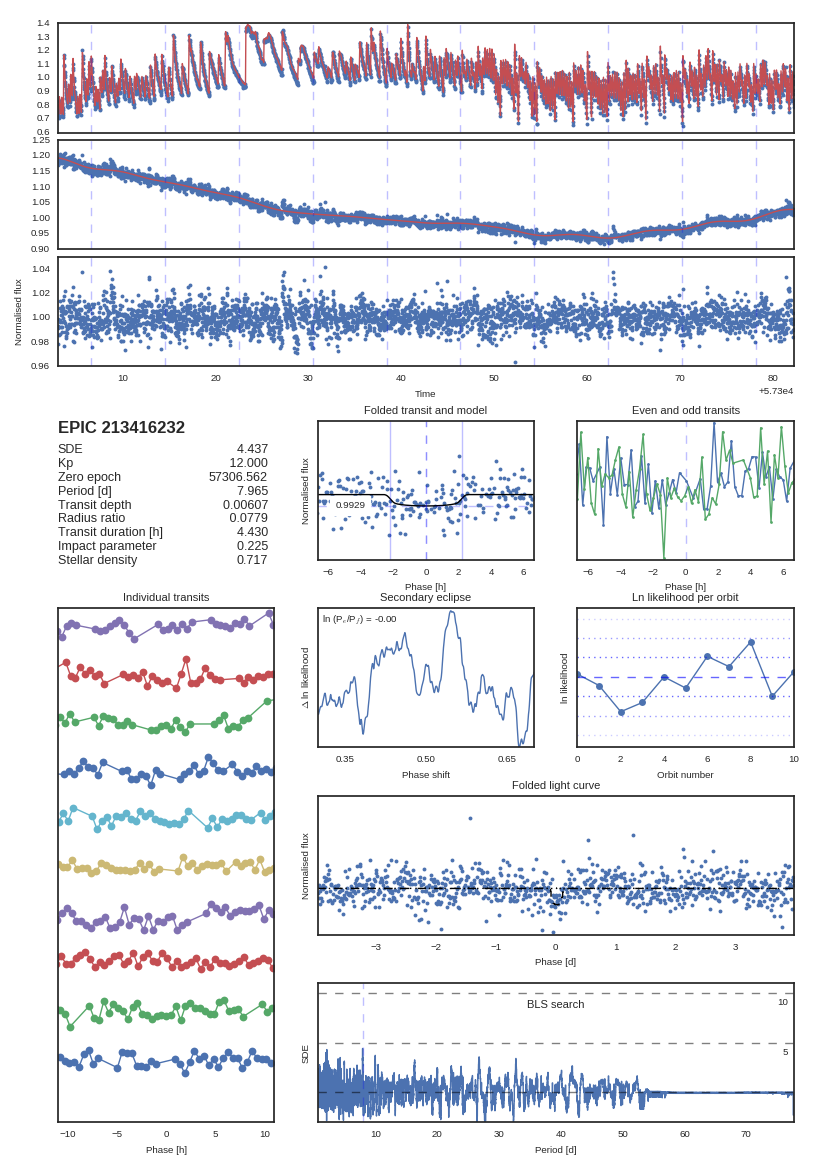 1.4
1.3
1.2
1.1
1.0
0.9
0.8
0.7
0.6
1.25
1.20
1.15
1.10
1.05
1.00
0.95
0.90
Normalised flux
1.04
1.02
1.00
0.98
0.96
10 20 30 40 50 60 70 80
Time
+5.73e4
EPIC 213416232
SDE 4.437
Kp 12.000
Zero epoch 57306.562
Period [d] 7.965
Transit depth 0.00607
Radius ratio 0.0779
Transit duration [h] 4.430
Impact parameter 0.225
Stellar density 0.717
Folded transit and model
Normalised flux
0.9929
−6 −4 −2 0 2 4 6
Phase [h]
Even and odd transits
−6 −4 −2 0 2 4 6
Phase [h]
Individual transits
−10 −5 0 5 10
Phase [h]
Secondary eclipse
ln (Pₑ/P𝑓) = -0.00
Δ ln likelihood
0.35 0.50 0.65
Phase shift
Ln likelihood per orbit
ln likelihood
0 2 4 6 8 10
Orbit number
Folded light curve
Normalised flux
−3 −2 −1 0 1 2 3
Phase [d]
BLS search
10
5
SDE
10 20 30 40 50 60 70
Period [d]